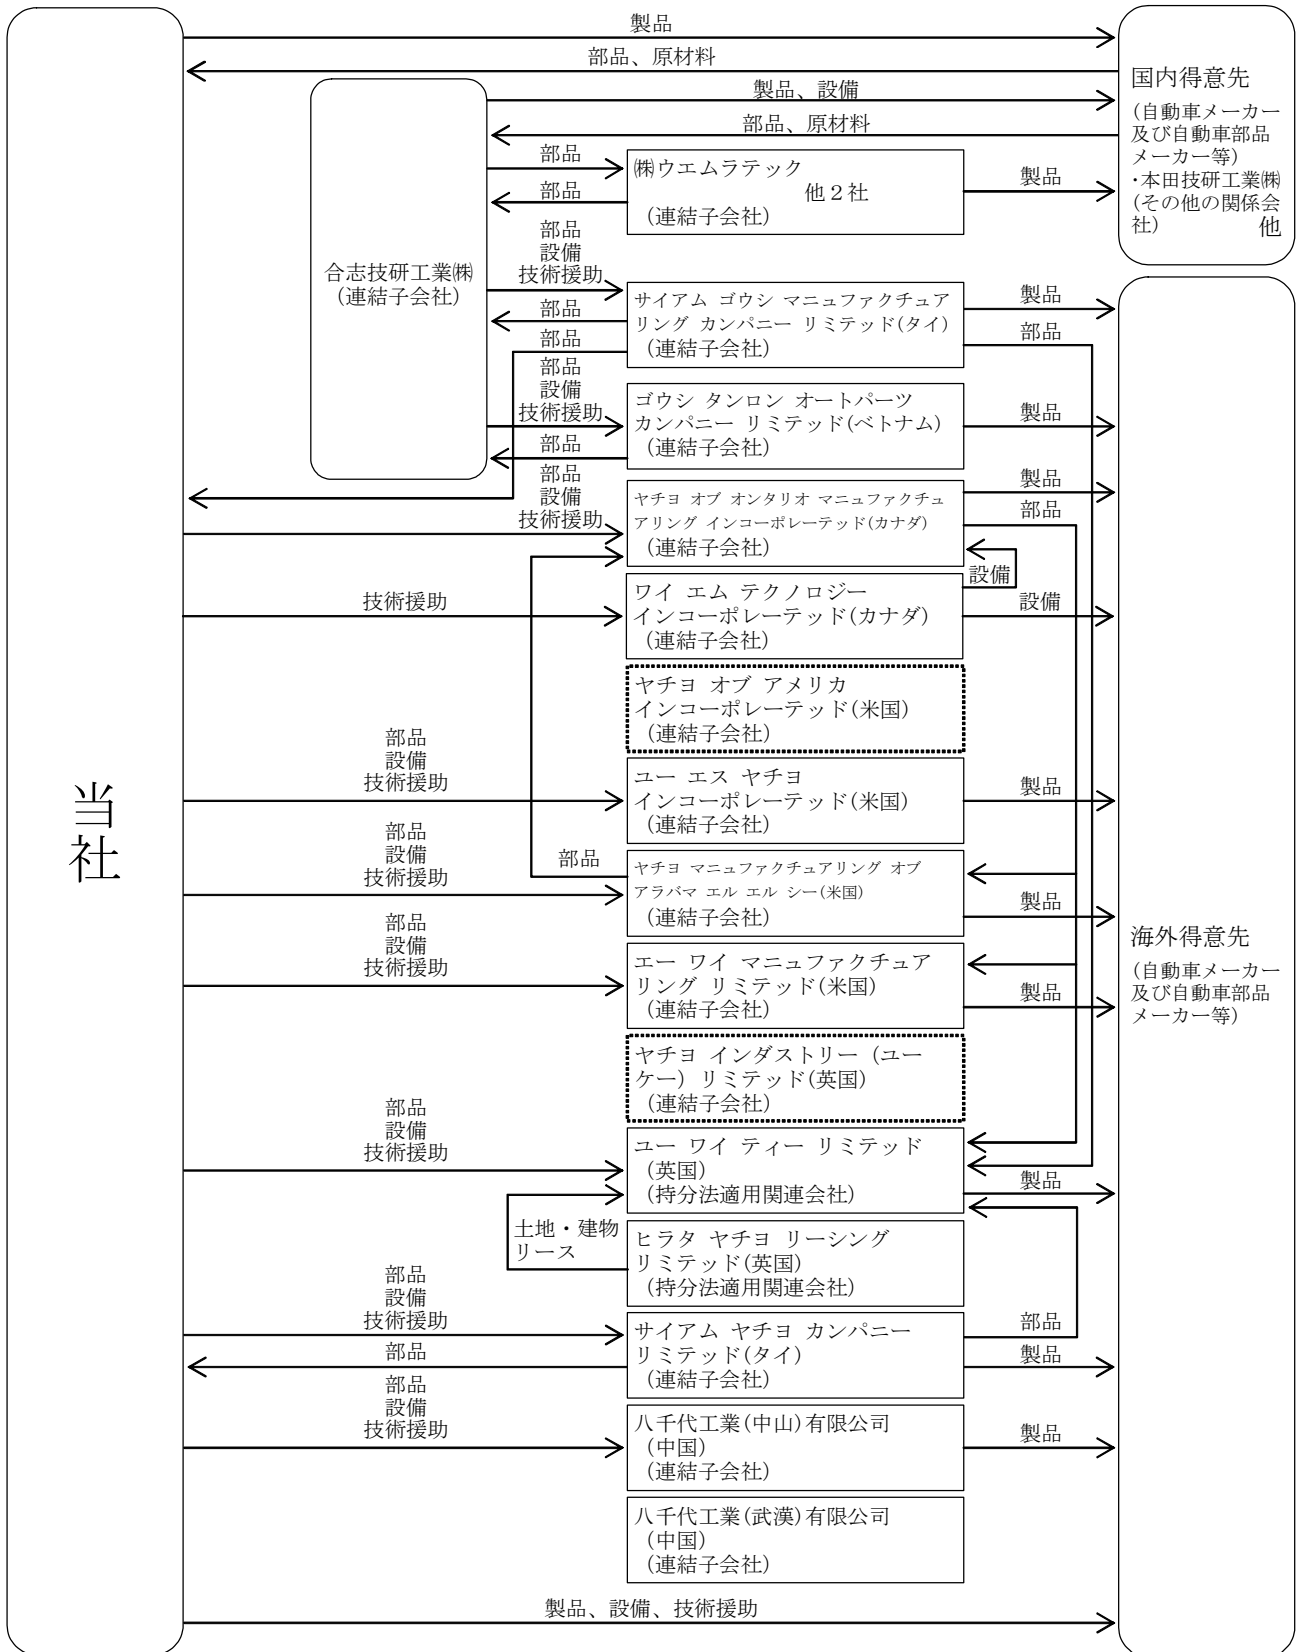 製品
部品、原材料
国内得意先
(自動車メーカー
及び自動車部品
メーカー等)
・本田技研工業㈱
(その他の関係会
社)　　他
製品、設備
部品、原材料
部品
部品
㈱ウエムラテック
他２社
(連結子会社)
製品
合志技研工業㈱
(連結子会社)
部品
設備
技術援助
部品
部品
サイアム ゴウシ マニュファクチュア
リング カンパニー リミテッド(タイ)
(連結子会社)
製品
部品
部品
設備
技術援助
部品
ゴウシ タンロン オートパーツ
カンパニー リミテッド(ベトナム)
(連結子会社)
製品
部品
設備
技術援助
ヤチヨ オブ オンタリオ マニュファクチュ
アリング インコーポレーテッド(カナダ)
(連結子会社)
製品
部品
設備
技術援助
ワイ エム テクノロジー
インコーポレーテッド(カナダ)
(連結子会社)
設備
ヤチヨ オブ アメリカ
インコーポレーテッド(米国)
(連結子会社)
当社
部品
設備
技術援助
ユー エス ヤチヨ
インコーポレーテッド(米国)
(連結子会社)
製品
部品
設備
技術援助
部品
ヤチヨ マニュファクチュアリング オブ
アラバマ エル エル シー(米国)
(連結子会社)
製品
海外得意先
(自動車メーカー
及び自動車部品
メーカー等)
部品
設備
技術援助
エー ワイ マニュファクチュア
リング リミテッド(米国)
(連結子会社)
製品
ヤチヨ インダストリー (ユー
ケー) リミテッド(英国)
(連結子会社)
部品
設備
技術援助
ユー ワイ ティー リミテッド
(英国)
(持分法適用関連会社)
製品
土地・建物
リース
ヒラタ ヤチヨ リーシング
リミテッド(英国)
(持分法適用関連会社)
部品
設備
技術援助
部品
サイアム ヤチヨ カンパニー
リミテッド(タイ)
(連結子会社)
部品
製品
部品
設備
技術援助
八千代工業(中山)有限公司
(中国)
(連結子会社)
製品
八千代工業(武漢)有限公司
(中国)
(連結子会社)
製品、設備、技術援助